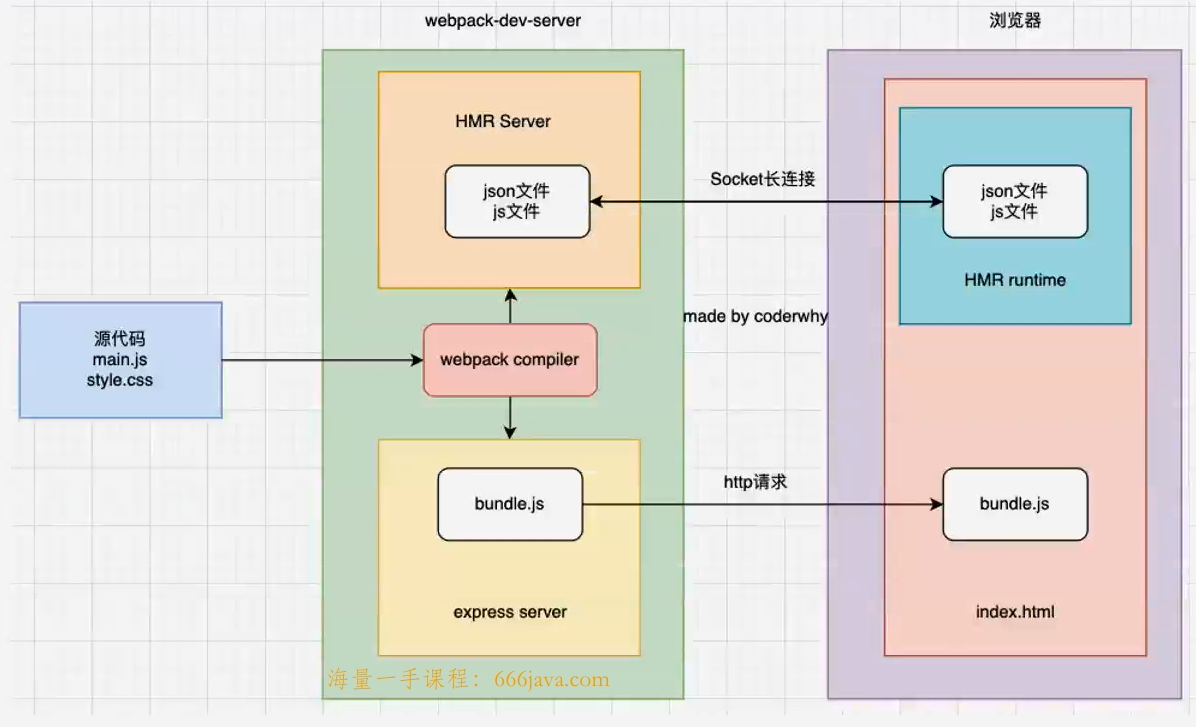 webpack-dev-server
浏览器
HMR Server
json文件
js文件
Socket长连接
json文件
js文件
HMR runtime
made by coderwhy
源代码
main.js
style.css
webpack compiler
bundle.js
http请求
bundle.js
express server
index.html
海量一手课程：666java.com